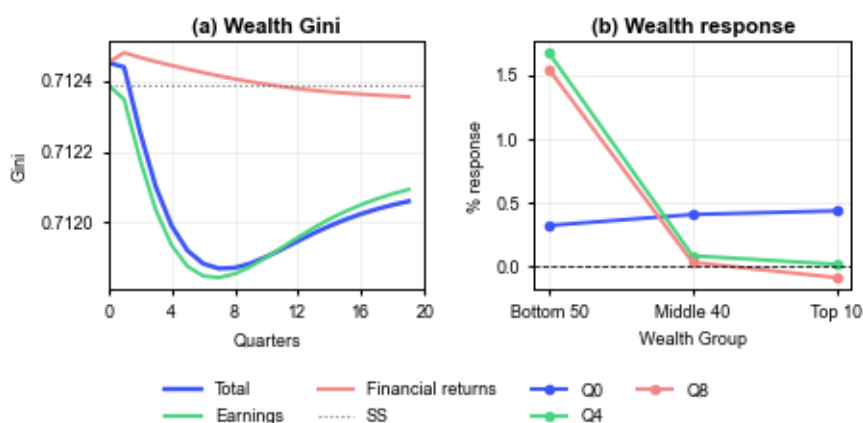 (a) Wealth Gini
(b) Wealth response
Gini
0.7124
0.7122
0.7120
0 4 8 12 16 20
Quarters
% response
1.5
1.0
0.5
0.0
Bottom 50 Middle 40 Top 10
Wealth Group
Total Financial returns Q0 Q8
Earnings SS Q4